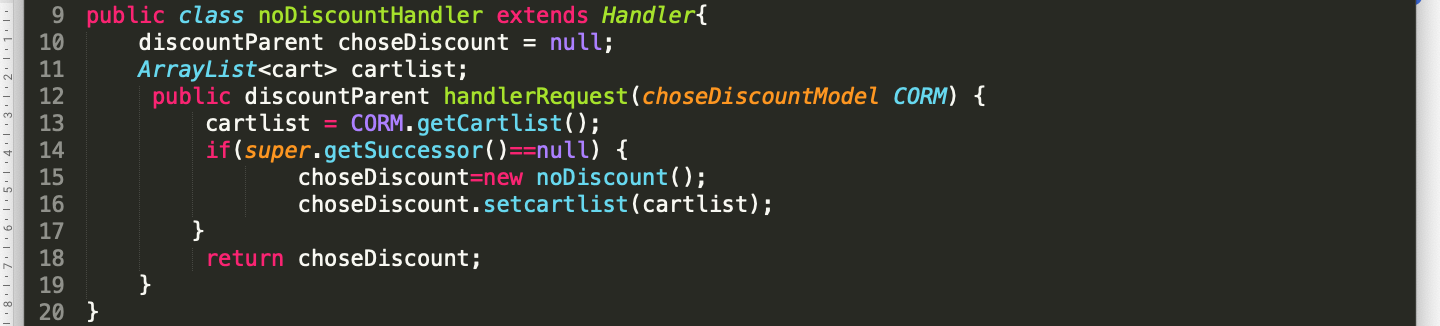 9 public class noDiscountHandler extends Handler{
10 discountParent choseDiscount = null;
11 ArrayList<cart> cartlist;
12 public discountParent handlerRequest(choseDiscountModel CORM) {
13 cartlist = CORM.getCartlist();
14 if(super.getSuccessor()==null) {
15 choseDiscount=new noDiscount();
16 choseDiscount.setcartlist(cartlist);
17 }
18 return choseDiscount;
19 }
20 }